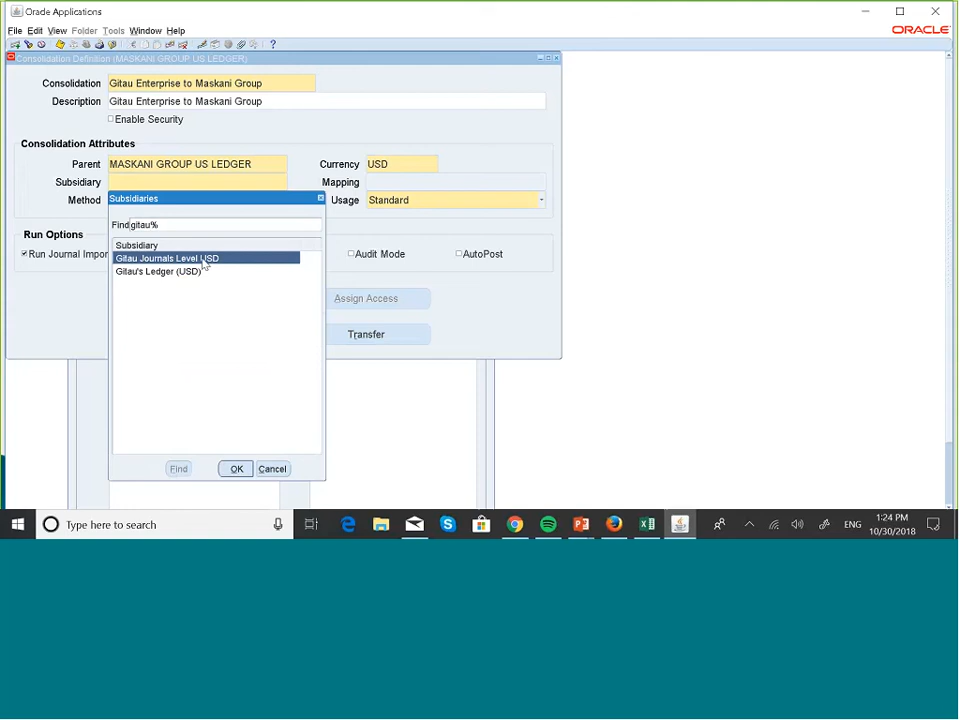 Oracle Applications
File Edit View Folder Tools Window Help
ORACLE
Consolidation Definition (MASKANI GROUP US LEDGER)
Consolidation Gitau Enterprise to Maskani Group
Description Gitau Enterprise to Maskani Group
Enable Security
Consolidation Attributes
Parent MASKANI GROUP US LEDGER Currency USD
Subsidiary Mapping
Method Usage Standard
Subsidiaries
Find gitau%
Subsidiary
Gitau Journals Level USD
Gitau's Ledger (USD)
Find OK Cancel
Run Options
Run Journal Impor Audit Mode AutoPost
Assign Access
Transfer
Type here to search
ENG
1:24 PM
10/30/2018